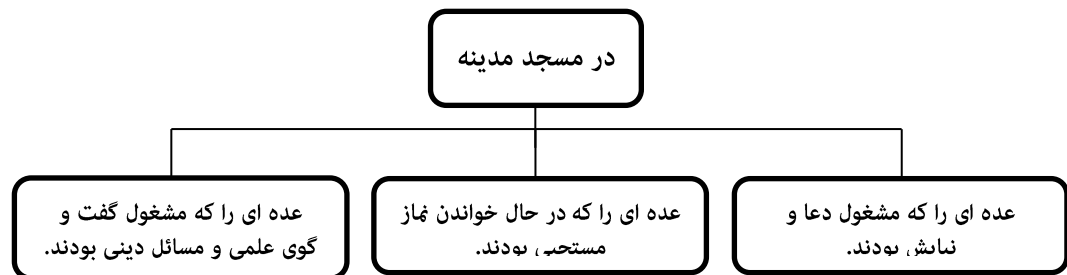 در مسجد مدینه
عده ای را که مشغول دعا و
نیایش بودند.
عده ای را که در حال خواندن نماز
مستحبی بودند.
عده ای را که مشغول گفت و
گوی علمی و مسائل دینی بودند.